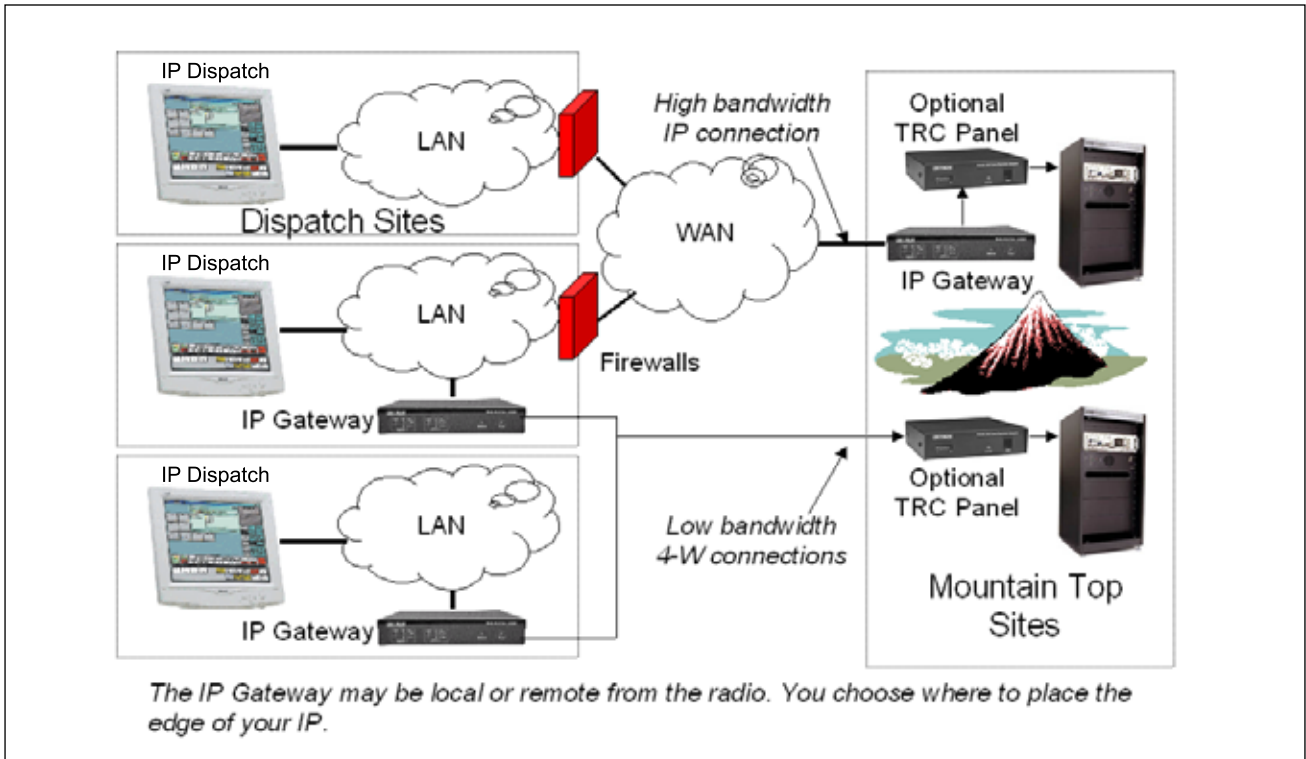 IP Dispatch
LAN
Dispatch Sites
High bandwidth
IP connection
WAN
Optional
TRC Panel
IP Gateway
IP Dispatch
LAN
Firewalls
IP Gateway
Optional
TRC Panel
Low bandwidth
4-W connections
IP Dispatch
LAN
IP Gateway
Mountain Top
Sites
The IP Gateway may be local or remote from the radio. You choose where to place the
edge of your IP.